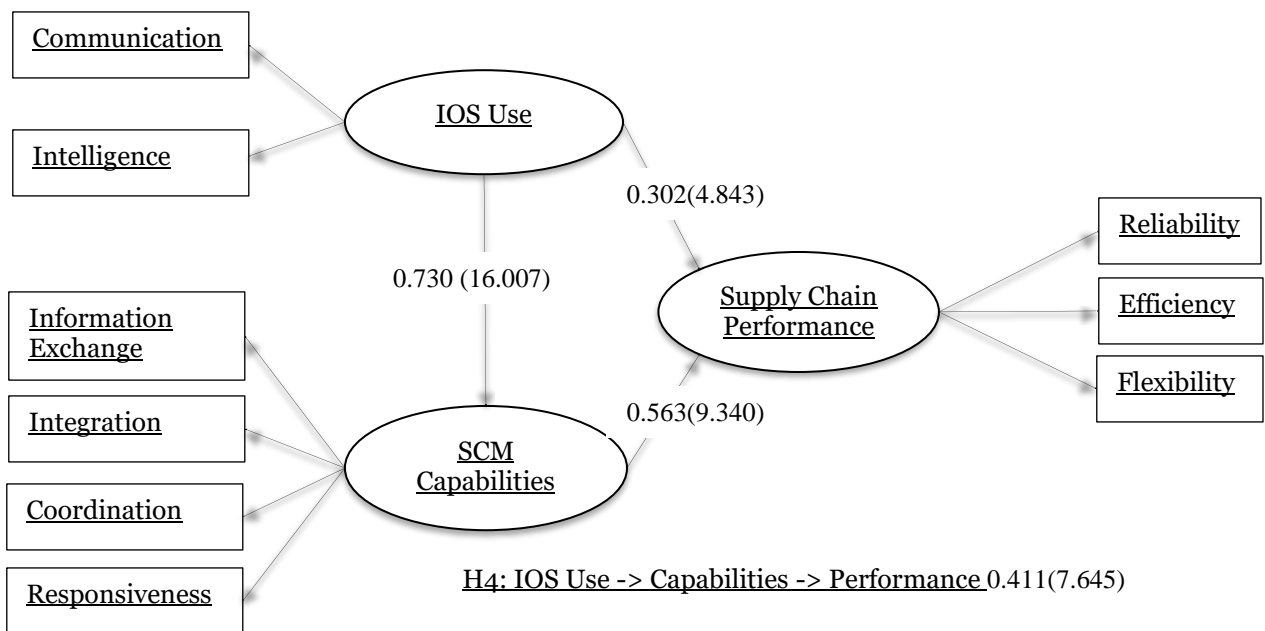 Communication
Intelligence
IOS Use
0.302(4.843)
0.730 (16.007)
Information
Exchange
Integration
Coordination
Responsiveness
SCM
Capabilities
0.563(9.340)
Supply Chain
Performance
Reliability
Efficiency
Flexibility
H4: IOS Use -> Capabilities -> Performance 0.411(7.645)